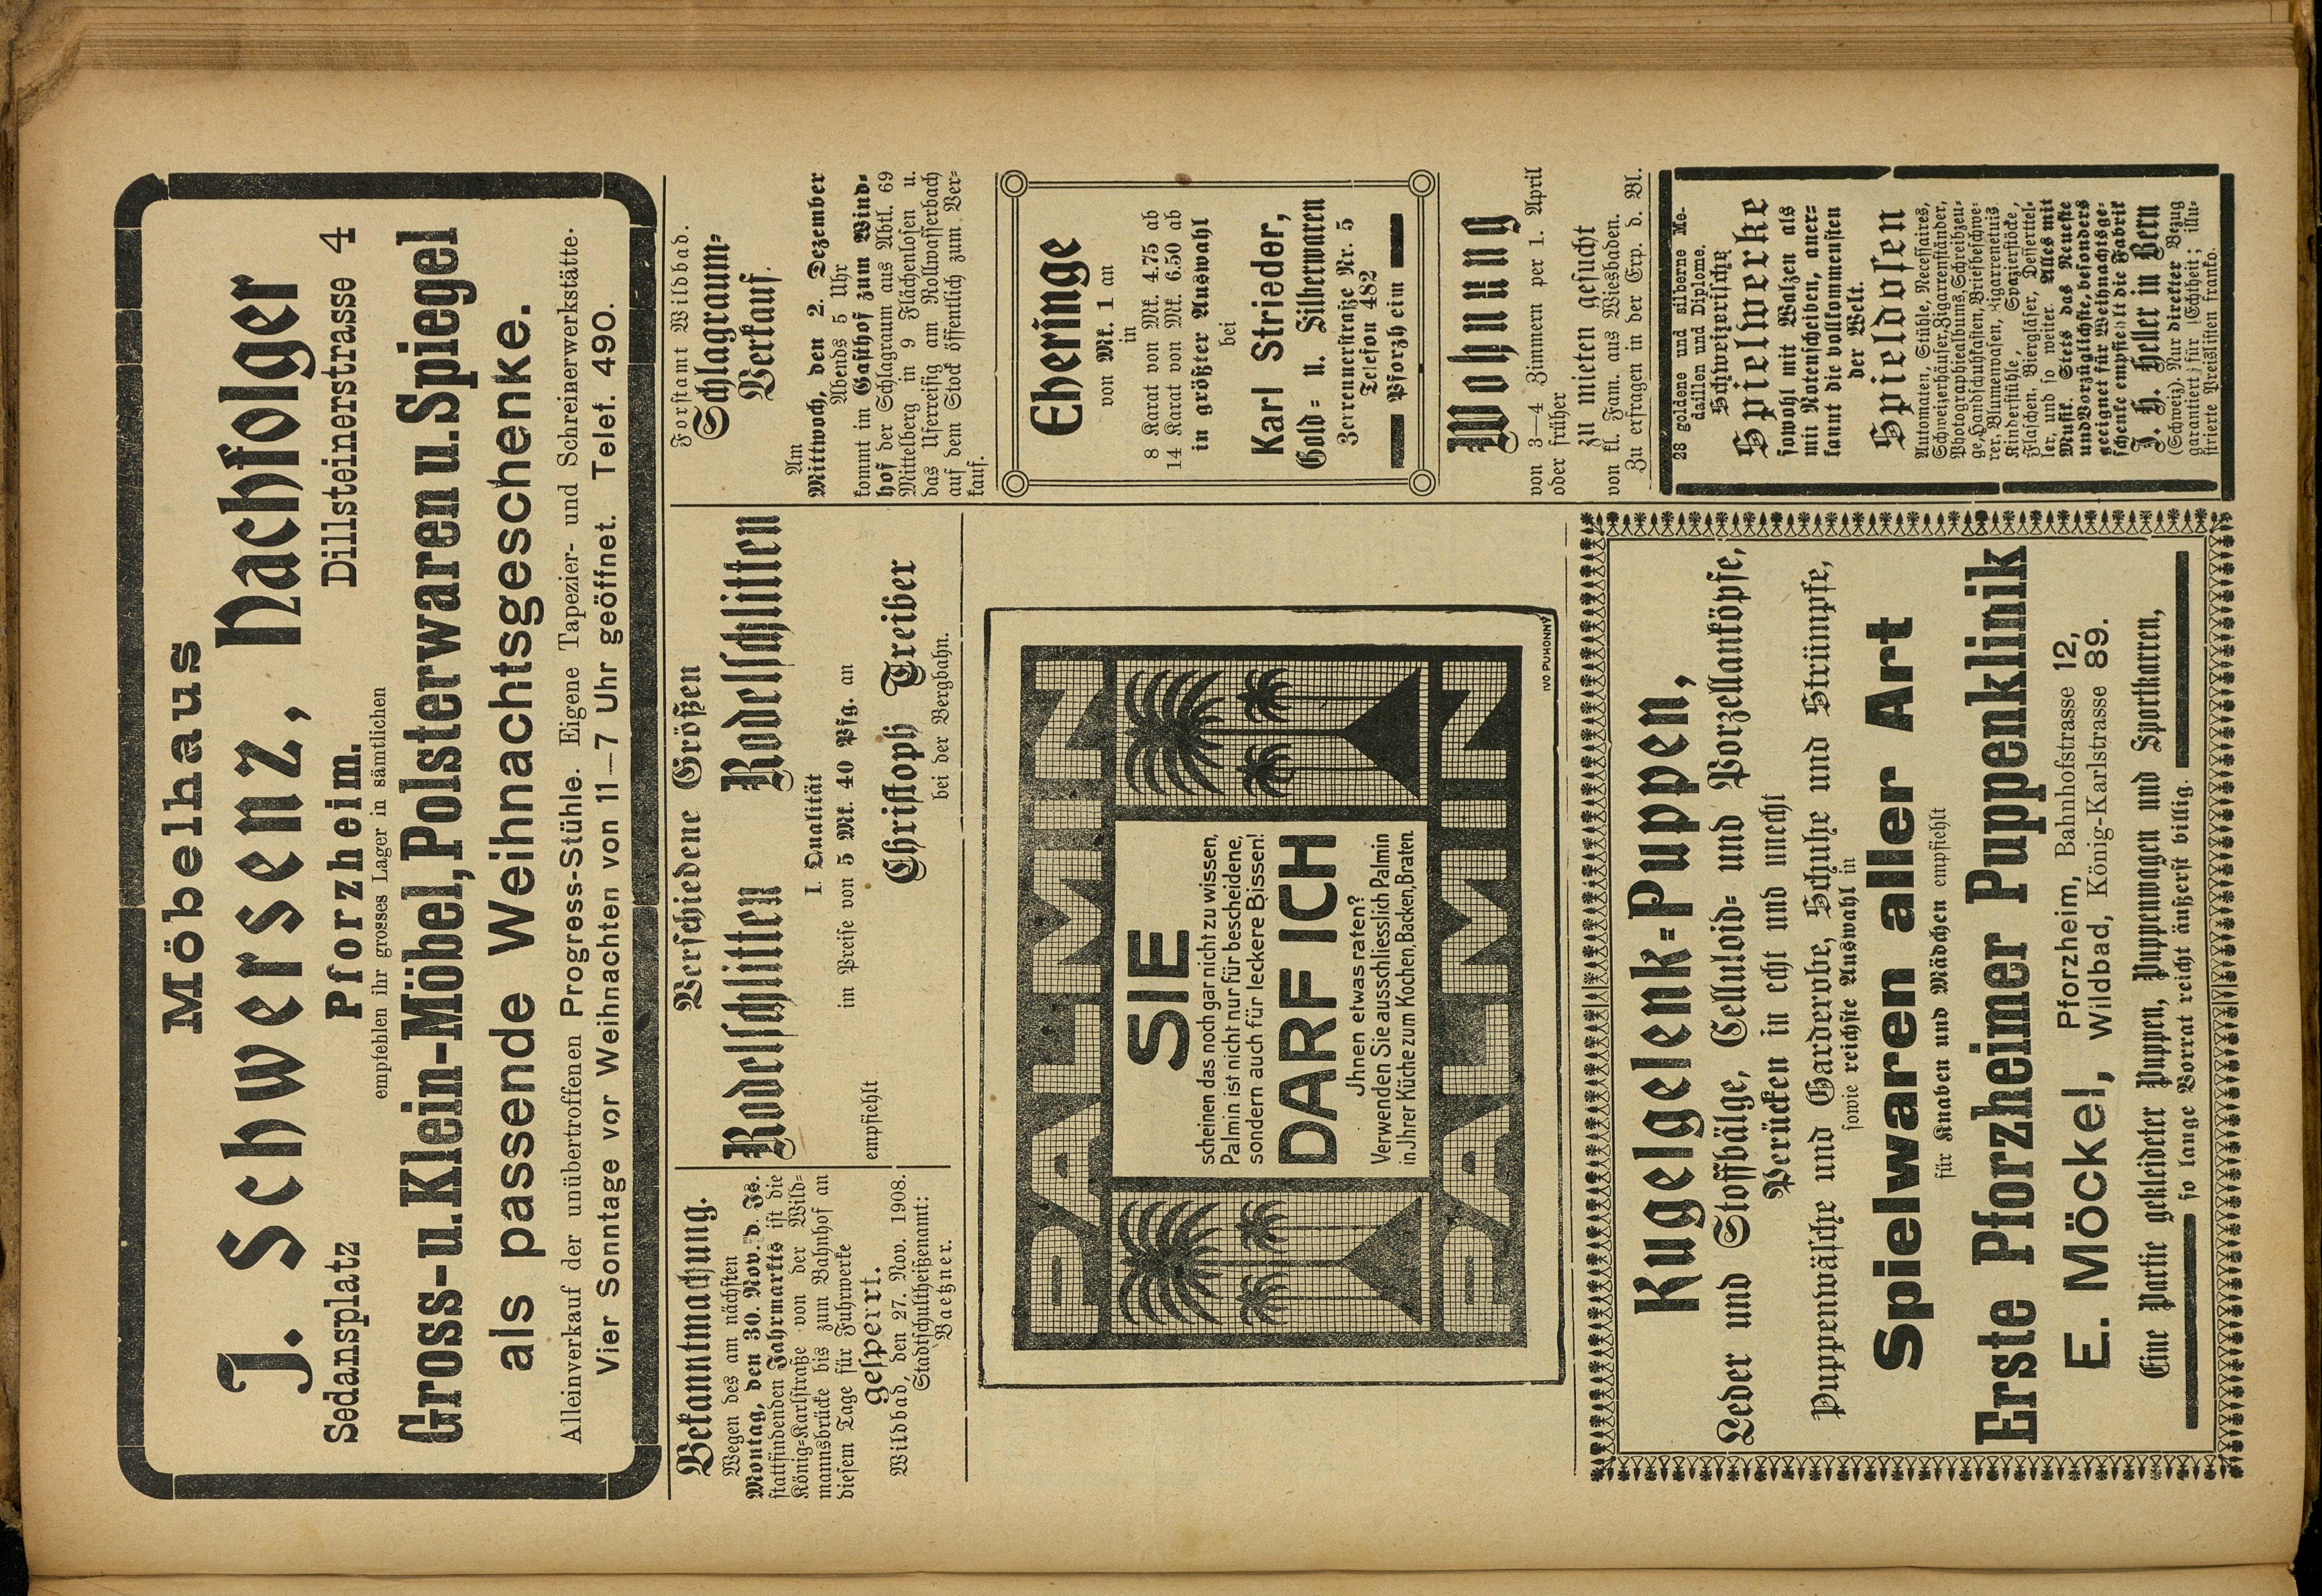 Möbelhaus
J. Schwersenz, Nachfolger
Sedansplatz Pforzheim. Dillsteinerstrasse 4
empfehlen ihr grosses Lager in sämtlichen
Gross- u. Klein-Möbel, Polsterwaren u. Spiegel
als passende Weihnachtsgeschenke.
Alleinverkauf der unübertroffenen Progress-Stühle. Eigene Tapezier- und Schreinerwerkstätte.
Vier Sonntage vor Weihnachten von 11—7 Uhr geöffnet. Telef. 490.
Bekanntmachung.
Wegen des am nächsten
Montag, den 30. Nov. d. Js.
stattfindenden Jahrmarkts ist die
König-Karlstraße von der Wild-
mannsbrücke bis zum Bahnhof an
diesem Tage für Fuhrwerke
gesperrt.
Wildbad, den 27. Nov. 1908.
Stadtschultheißenamt:
Baetzner.
Verschiedene Größen
Rodelschlitten Rodelschlitten
I. Qualität
im Preise von 5 Mk. 40 Pfg. an
empfiehlt
Christoph Treiber
bei der Bergbahn.
Forstamt Wildbad.
Schlagraum-
Verkauf.
Am
Mittwoch, den 2. Dezember
Abends 5 Uhr
kommt im Gasthof zum Wind-
hof der Schlagraum aus Abtl. 69
Mittelberg in 9 Flächenlosen u.
das Uferreisig am Rollwasserbach
auf dem Stock öffentlich zum Ver-
kauf.
PALMIN
SIE
scheinen das noch gar nicht zu wissen,
Palmin ist nicht nur für bescheidene,
sondern auch für leckere Bissen!
DARF ICH
Jhnen etwas raten?
Verwenden Sie ausschliesslich Palmin
in Jhrer Küche zum Kochen, Backen, Braten.
PALMIN
IVO PUHONNY
Eheringe
von Mk. 1 an
in
8 Karat von Mk. 4.75 ab
14 Karat von Mk. 6.50 ab
in größter Auswahl
bei
Karl Strieder,
Gold- u. Silberwaren
Zerrennerstraße Nr. 5
Telefon 482
Pforzheim
Wohnung
von 3—4 Zimmern per 1. April
oder früher
zu mieten gesucht
von kl. Fam. aus Wiesbaden.
Zu erfragen in der Exp. d. Bl.
Kugelgelenk-Puppen,
Leder und Stoffbälge, Celluloid- und Porzellanköpfe,
Perücken in echt und unecht
Puppenwäsche und Garderobe, Schuhe und Strümpfe,
sowie reichste Auswahl in
Spielwaren aller Art
für Knaben und Mädchen empfiehlt
Erste Pforzheimer Puppenklinik
E. Möckel, Pforzheim, Bahnhofstrasse 12,
Wildbad, König-Karlstrasse 89.
Eine Partie gekleideter Puppen, Puppenwagen und Sportkarren,
so lange Vorrat reicht äußerst billig.
28 goldene und silberne Me-
daillen und Diplome.
Schweizerische
Spielwerke
sowohl mit Walzen als
mit Notenscheiben, aner-
kannt die vollkommensten
der Welt.
Spieldosen
Automaten, Stühle, Necessaires,
Schweizerhäuser, Zigarrenständer,
Photographiealbums, Schreibzeu-
ge, Handschuhkasten, Briefbeschwe-
rer, Blumenvasen, Zigarrenetuis,
Kinderstühle, Spazierstöcke,
Flaschen, Biergläser, Dessertel-
ler, und so weiter. Alles mit
Musik. Stets das Neueste
und Vorzüglichste, besonders
geeignet für Weihnachtsge-
schenke empfiehlt die Fabrik
J. H. Heller in Bern
(Schweiz). Nur direkter Bezug
garantiert für Echtheit; illu-
strierte Preislisten franko.